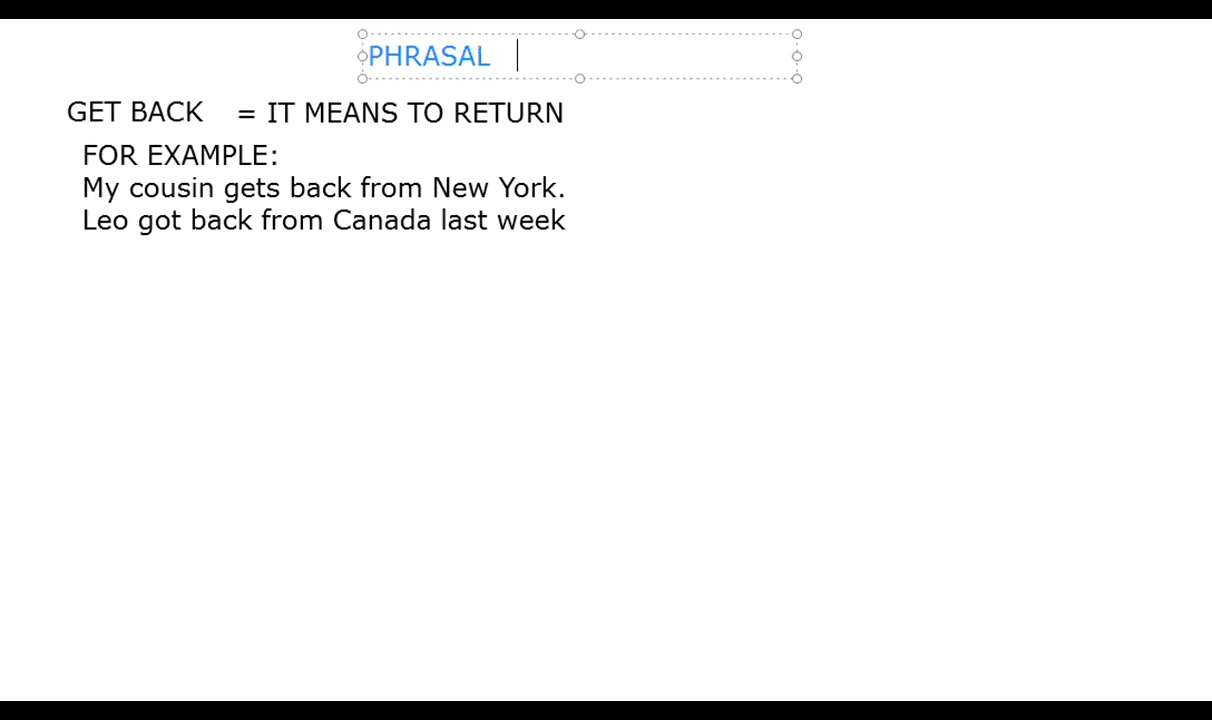 PHRASAL
GET BACK = IT MEANS TO RETURN
FOR EXAMPLE:
My cousin gets back from New York.
Leo got back from Canada last week